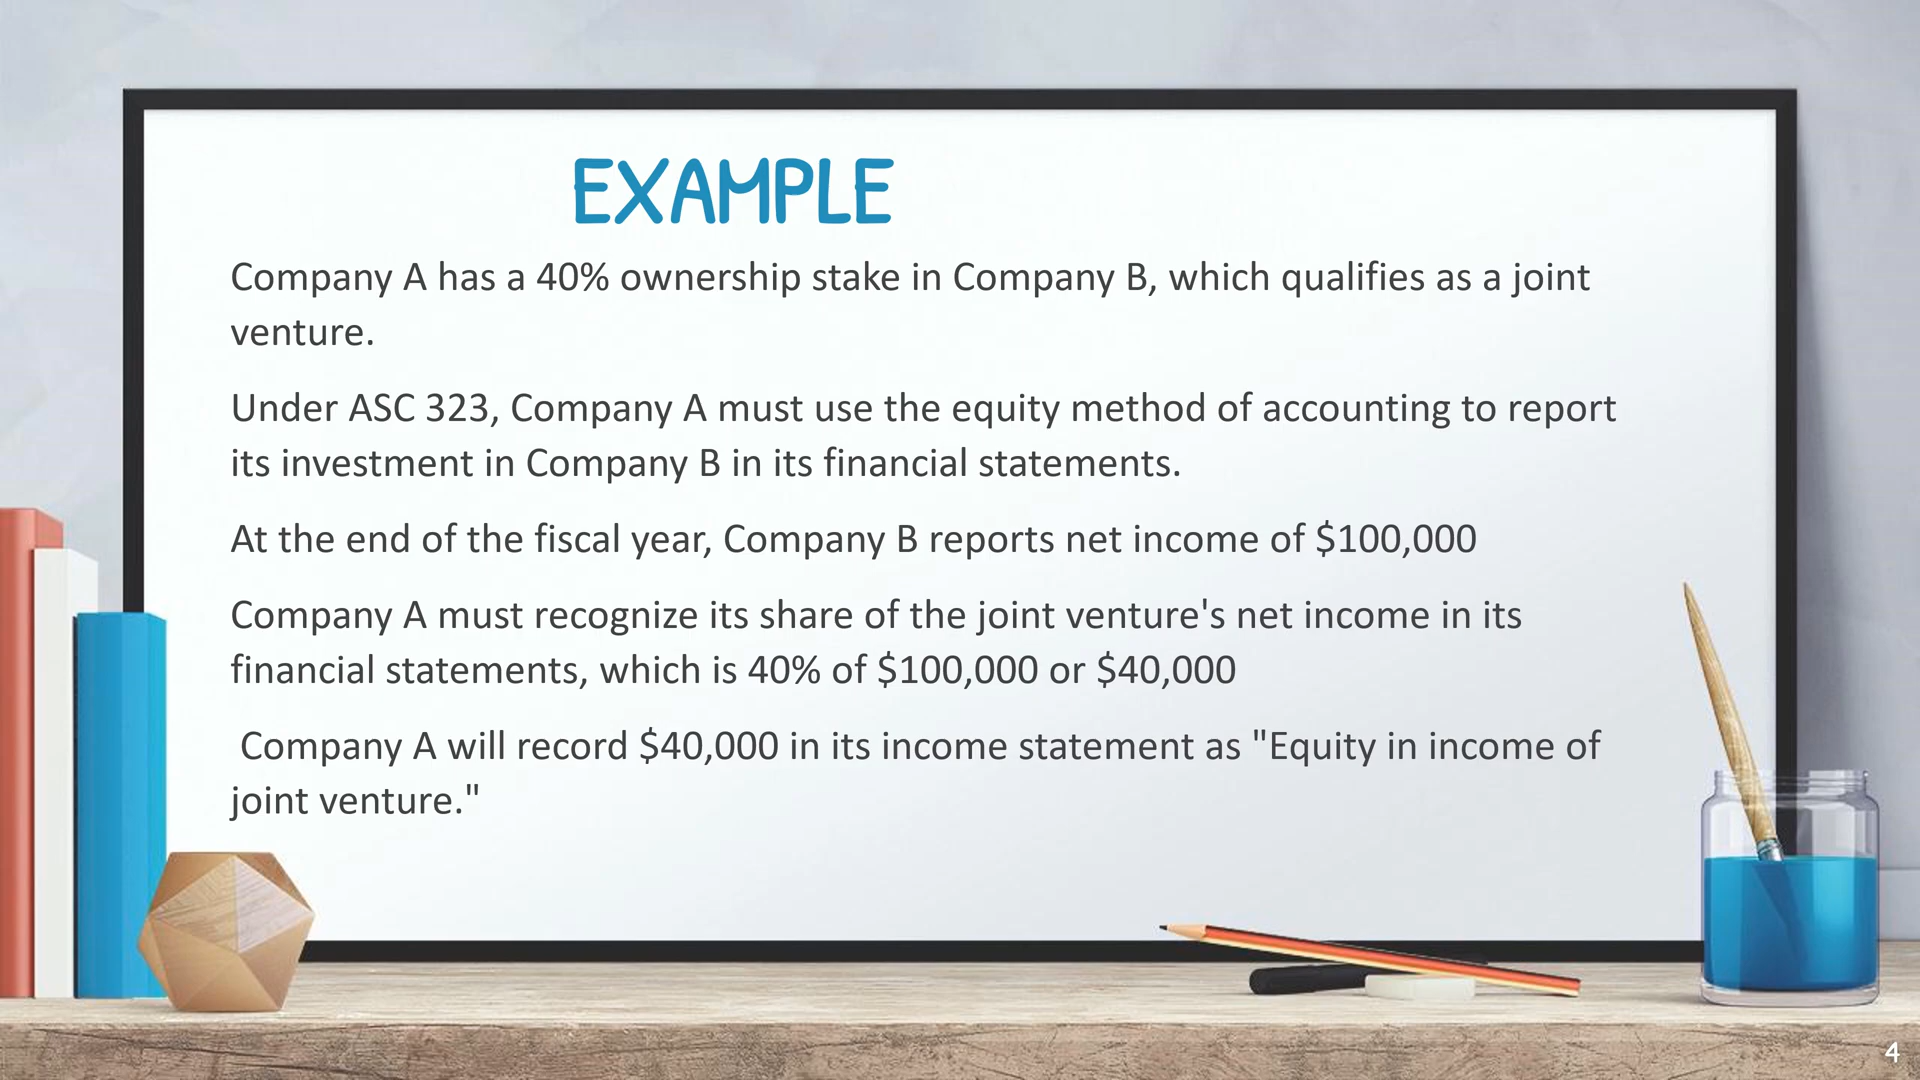 EXAMPLE
Company A has a 40% ownership stake in Company B, which qualifies as a joint
venture.
Under ASC 323, Company A must use the equity method of accounting to report
its investment in Company B in its financial statements.
At the end of the fiscal year, Company B reports net income of $100,000
Company A must recognize its share of the joint venture's net income in its
financial statements, which is 40% of $100,000 or $40,000
Company A will record $40,000 in its income statement as "Equity in income of
joint venture."
4